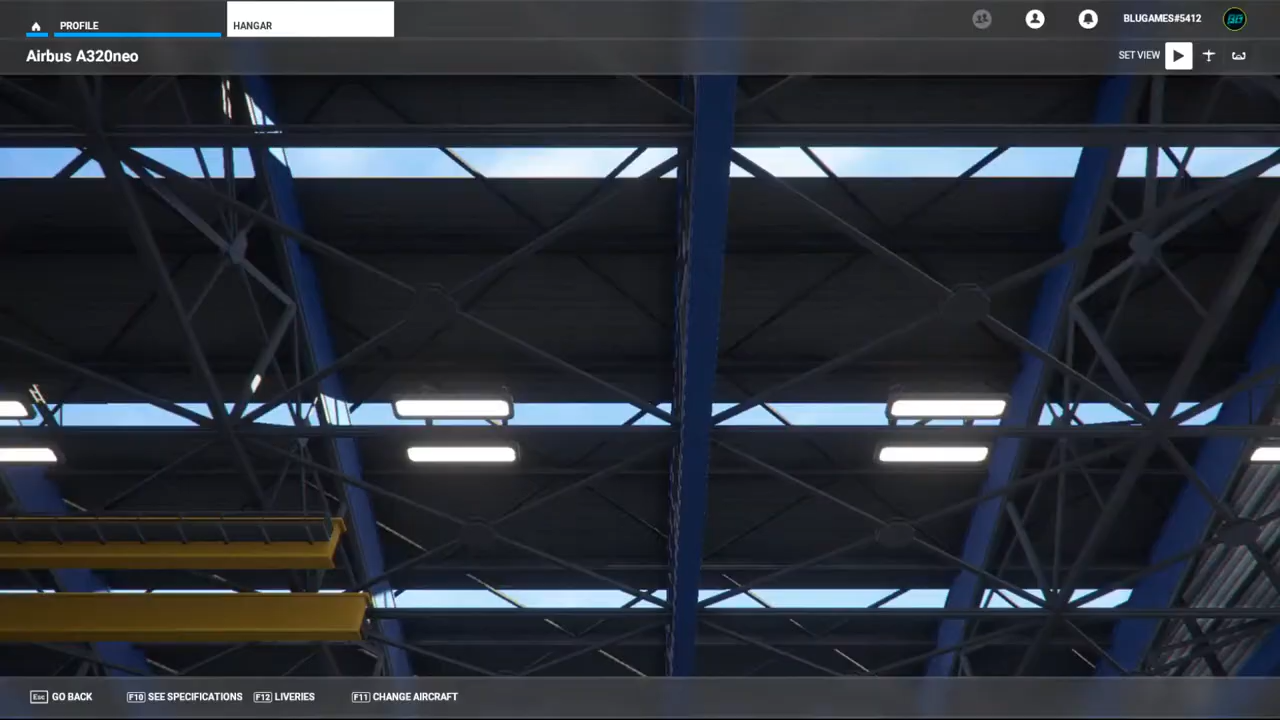 PROFILE
HANGAR
BLUGAMES#5412
Airbus A320neo
SET VIEW
Esc GO BACK
F10 SEE SPECIFICATIONS
F12 LIVERIES
F11 CHANGE AIRCRAFT